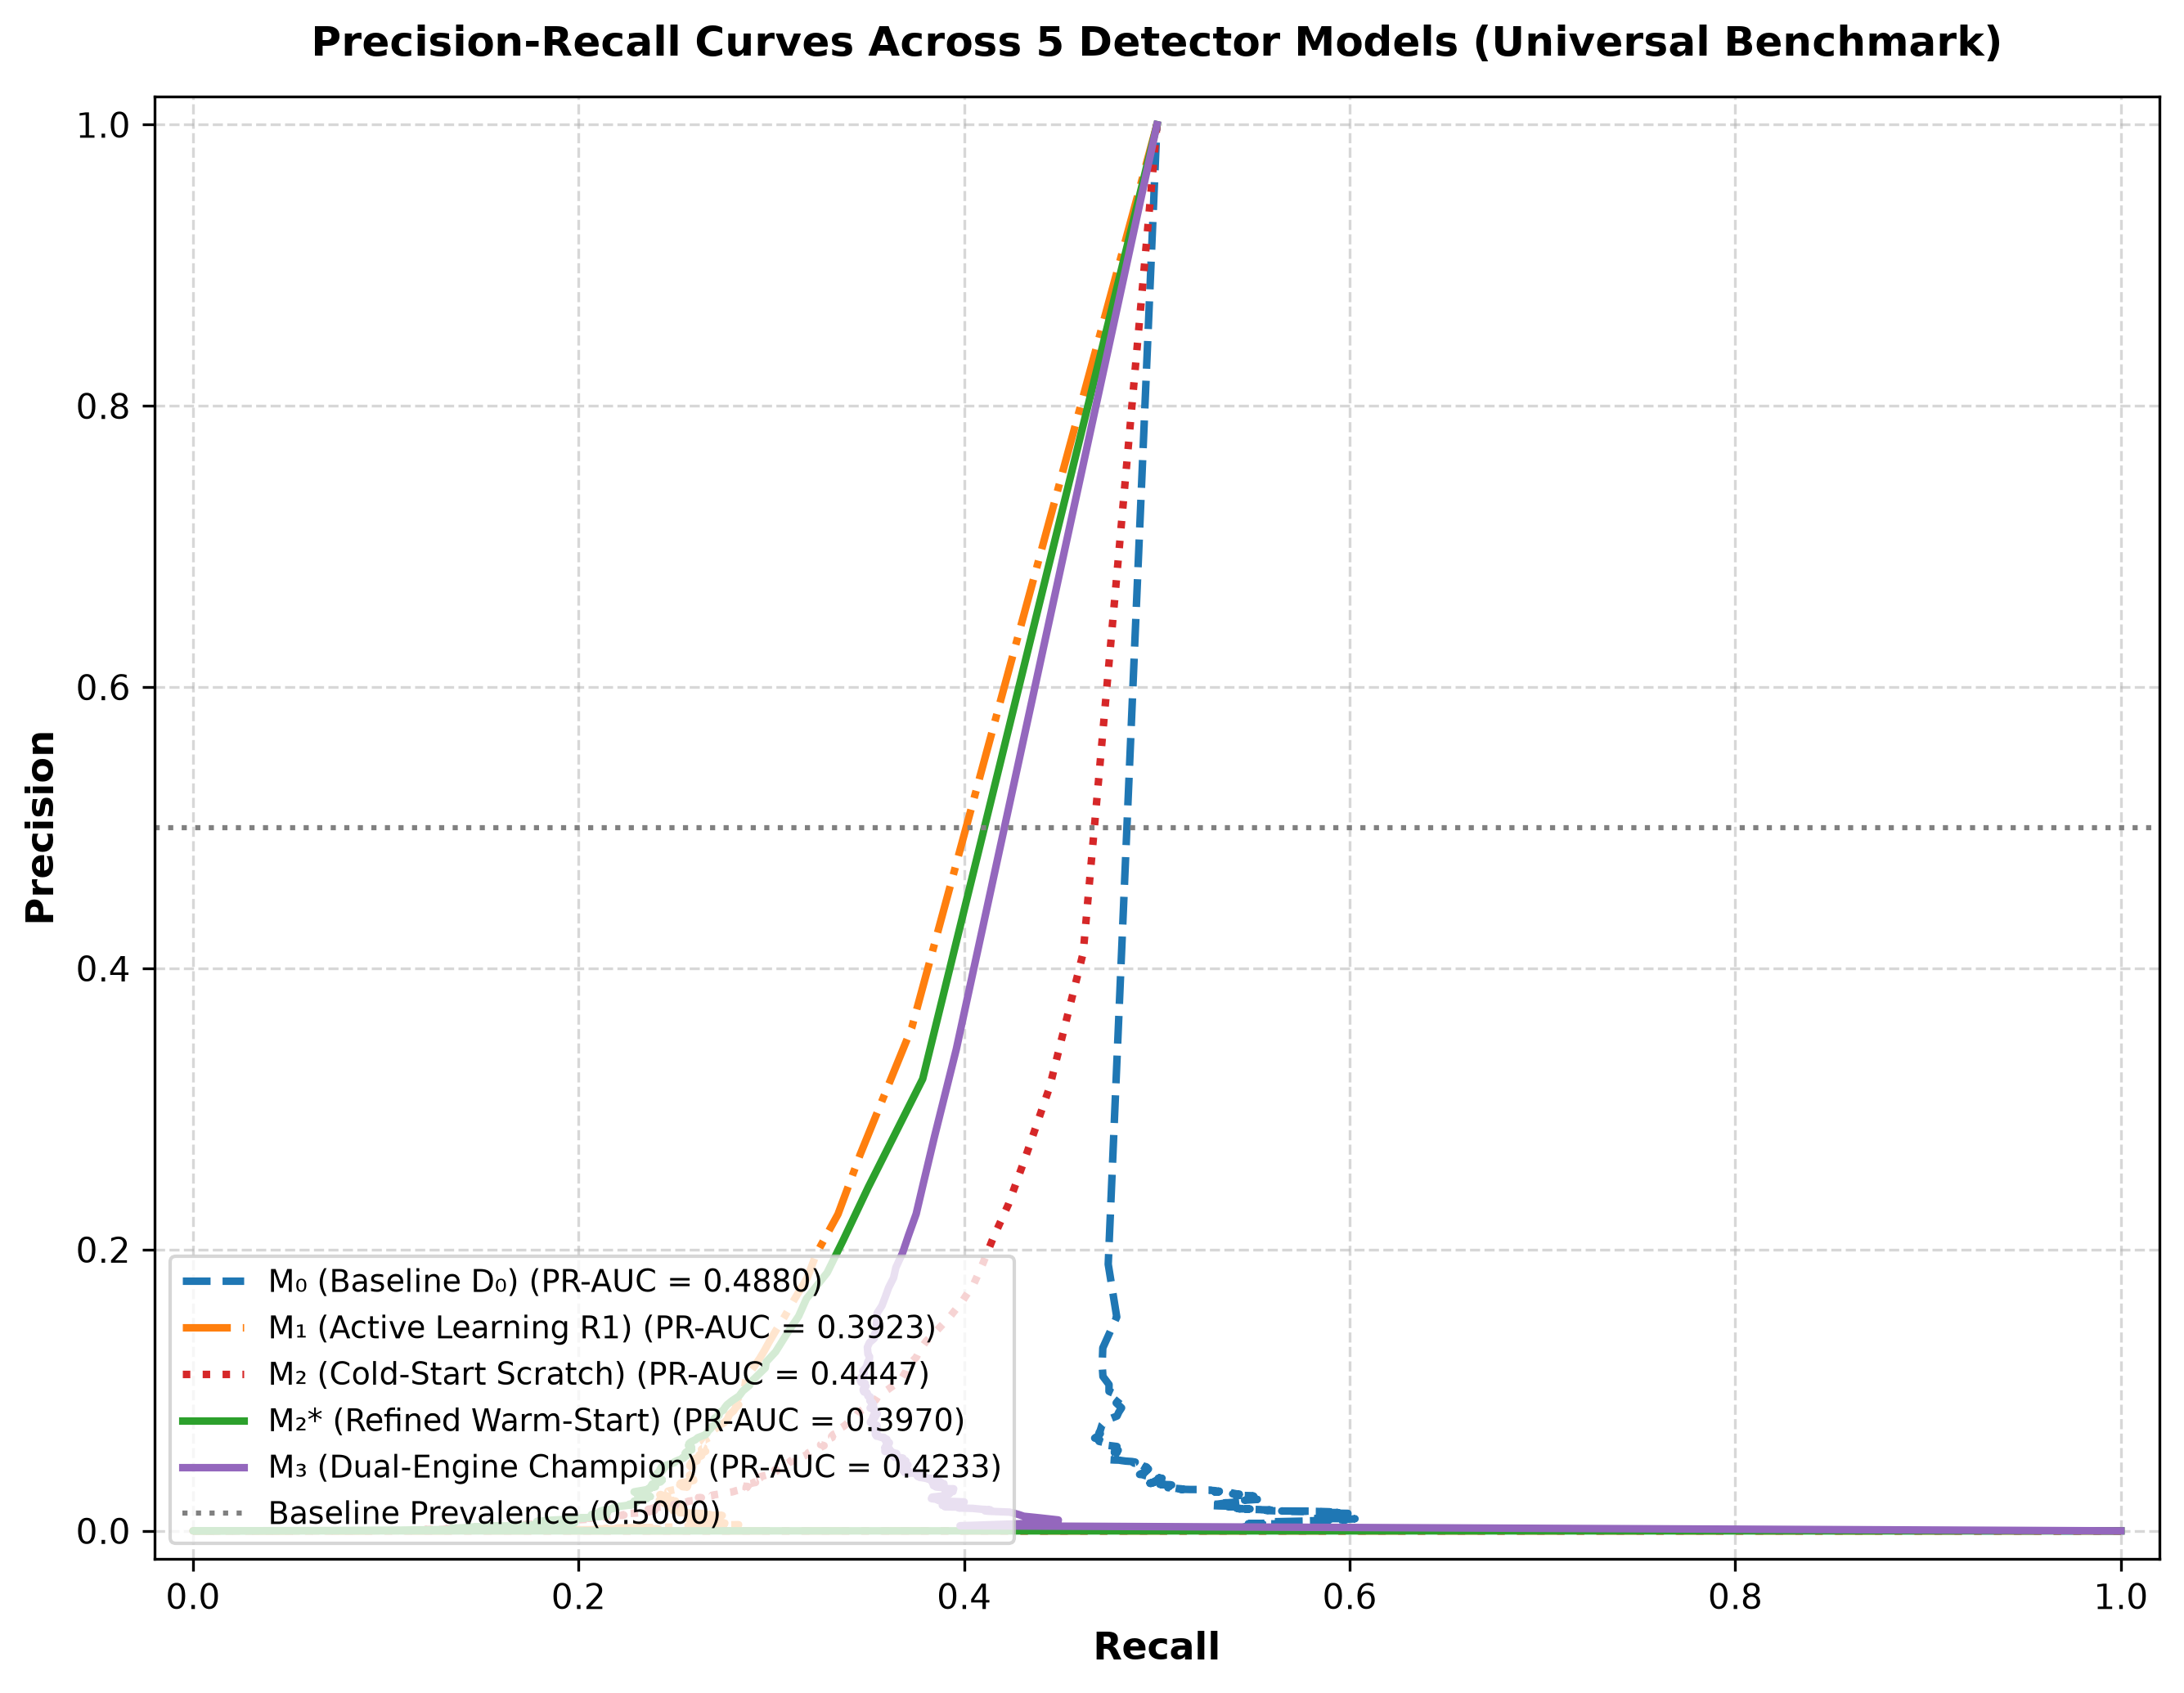 Precision-Recall Curves Across 5 Detector Models (Universal Benchmark)
1.0
0.8
0.6
0.4
0.2
0.0
Precision
M₀ (Baseline D₀) (PR-AUC = 0.4880)
M₁ (Active Learning R1) (PR-AUC = 0.3923)
M₂ (Cold-Start Scratch) (PR-AUC = 0.4447)
M₂* (Refined Warm-Start) (PR-AUC = 0.3970)
M₃ (Dual-Engine Champion) (PR-AUC = 0.4233)
Baseline Prevalence (0.5000)
0.0 0.2 0.4 0.6 0.8 1.0
Recall